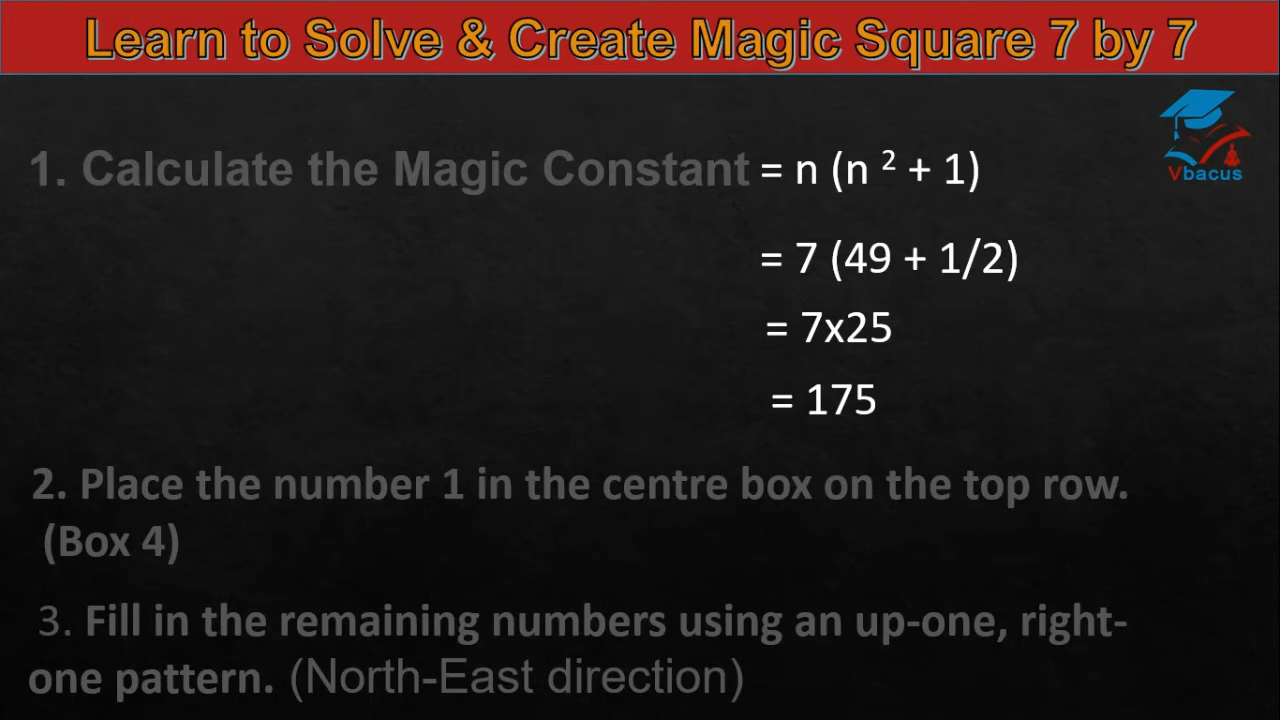 Learn to Solve & Create Magic Square 7 by 7
Vbacus
1. Calculate the Magic Constant = n (n ² + 1)
= 7 (49 + 1/2)
= 7x25
= 175
2. Place the number 1 in the centre box on the top row.
(Box 4)
3. Fill in the remaining numbers using an up-one, right-
one pattern. (North-East direction)